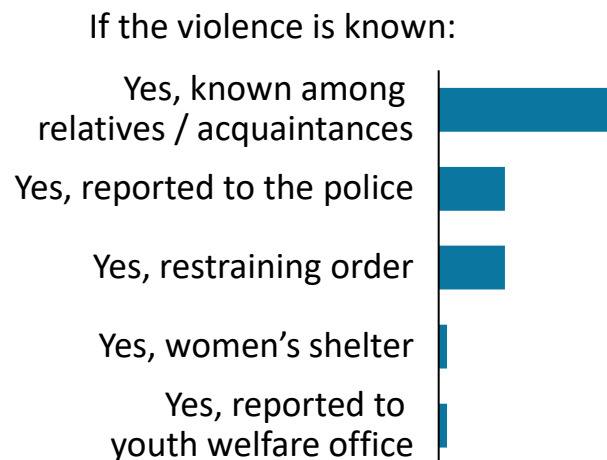 If the violence is known:
Yes, known among
relatives / acquaintances
Yes, reported to the police
Yes, restraining order
Yes, women’s shelter
Yes, reported to
youth welfare office